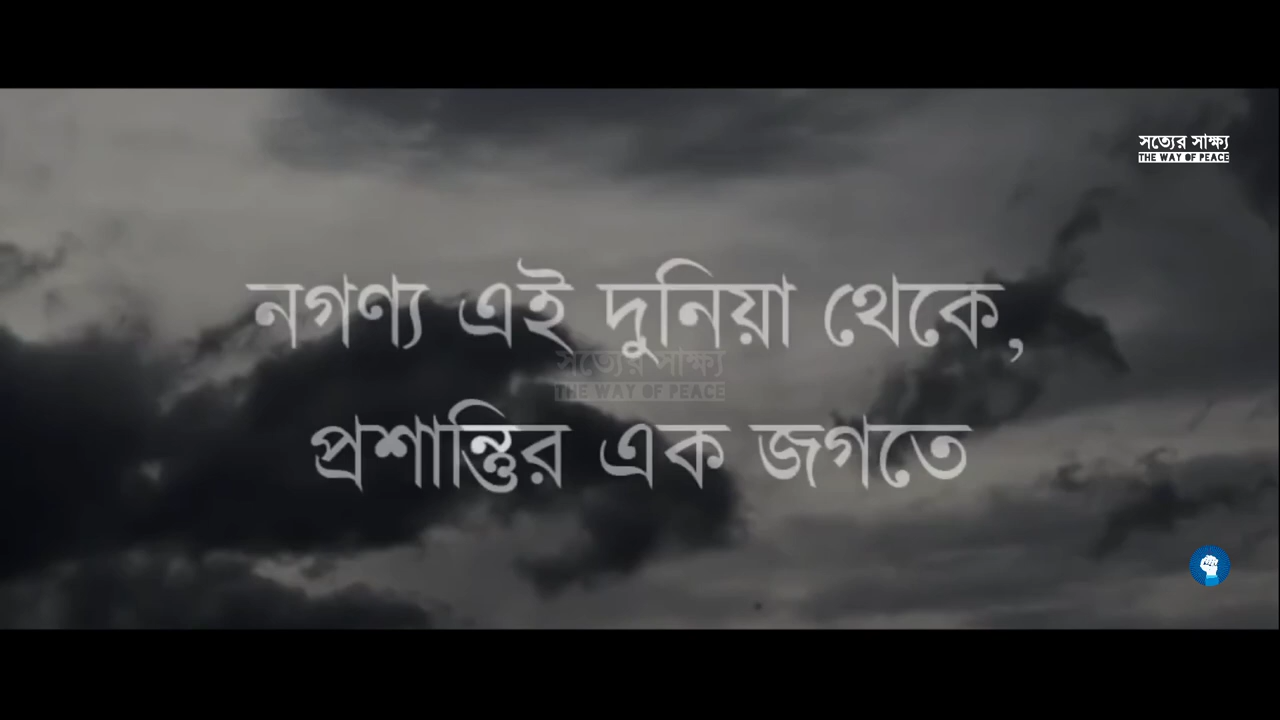 সত্যের সাক্ষ্য
THE WAY OF PEACE
নগণ্য এই দুনিয়া থেকে,
সত্যের সাক্ষ্য
THE WAY OF PEACE
প্রশান্তির এক জগতে